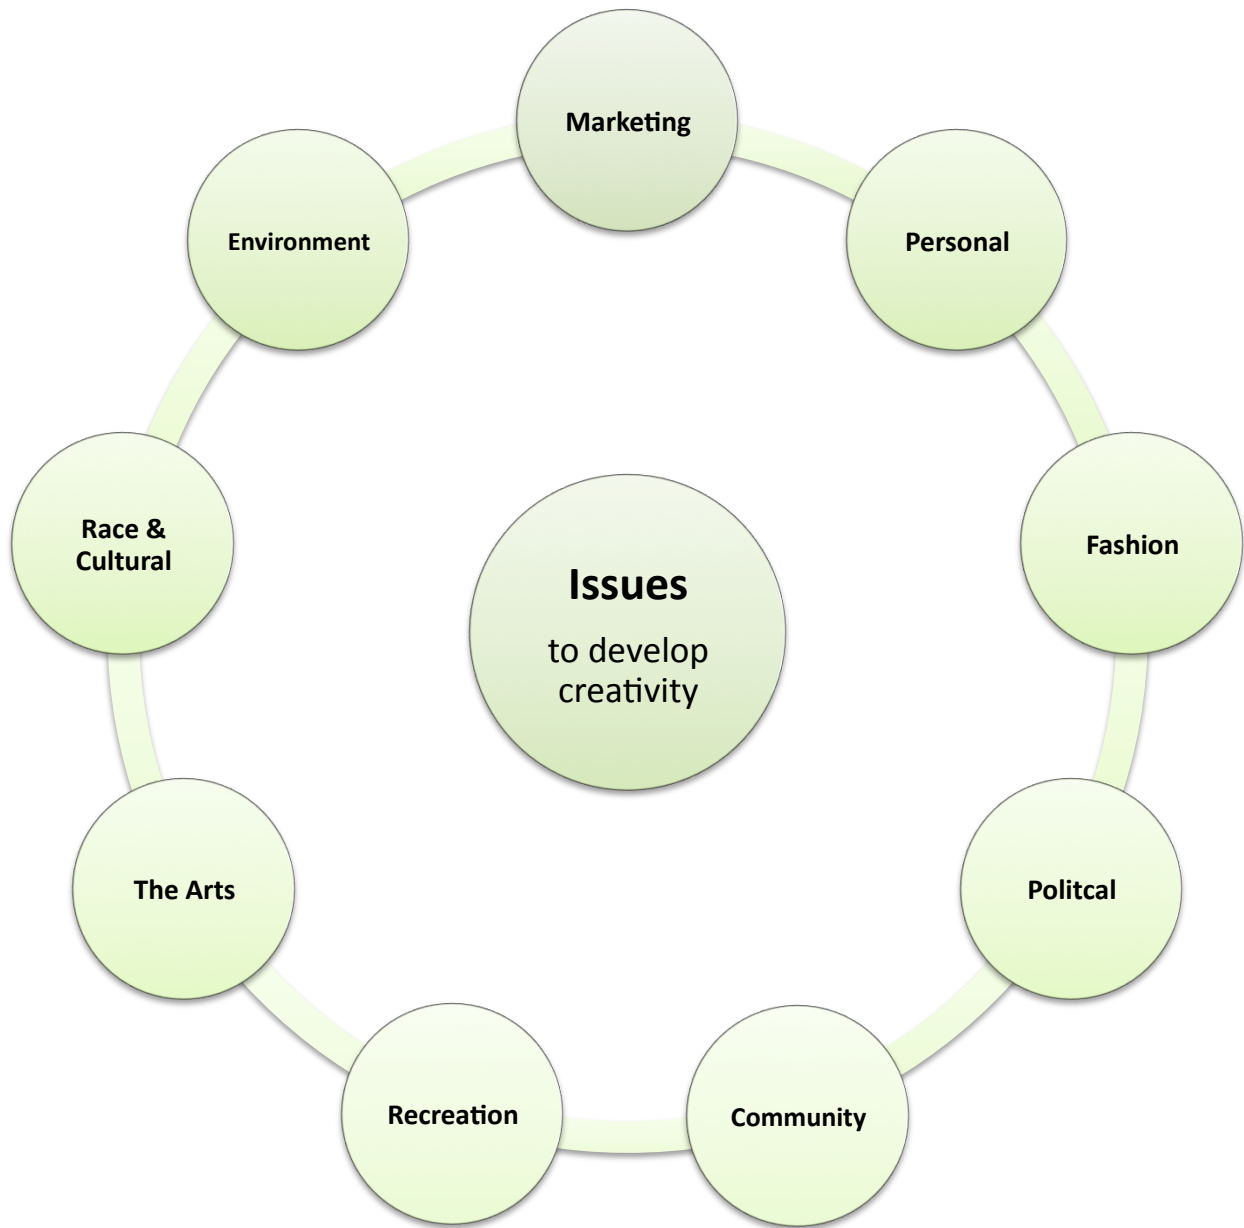 Marketing
Personal
Fashion
Politcal
Community
Recreation
The Arts
Race &
Cultural
Environment
Issues
to develop
creativity